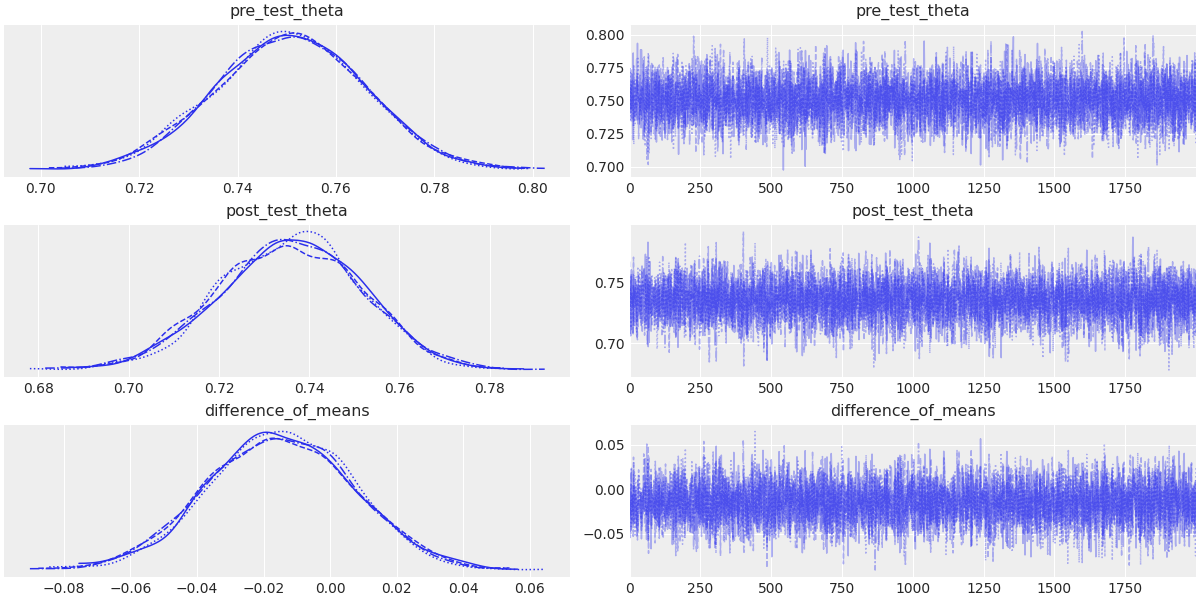 pre_test_theta
0.70 0.72 0.74 0.76 0.78 0.80
pre_test_theta
0.800
0.775
0.750
0.725
0.700
0 250 500 750 1000 1250 1500 1750
post_test_theta
0.68 0.70 0.72 0.74 0.76 0.78
post_test_theta
0.75
0.70
0 250 500 750 1000 1250 1500 1750
difference_of_means
−0.08 −0.06 −0.04 −0.02 0.00 0.02 0.04 0.06
difference_of_means
0.05
0.00
−0.05
0 250 500 750 1000 1250 1500 1750